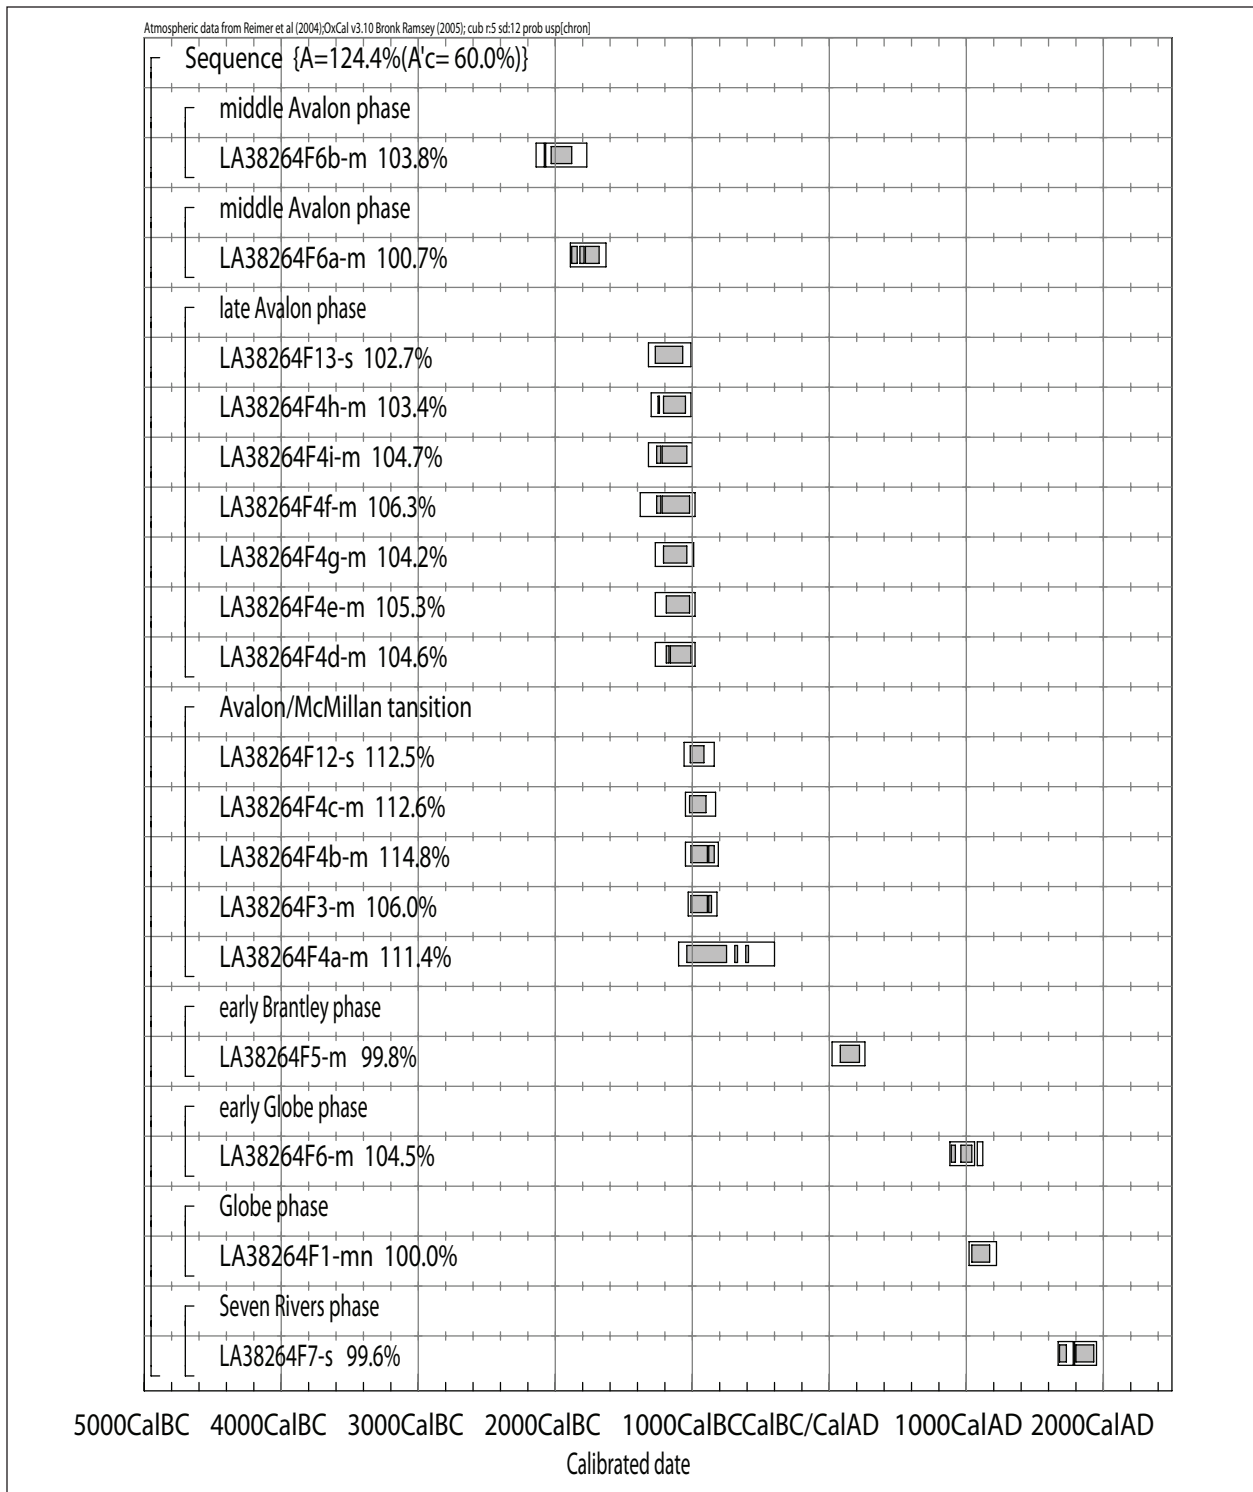 Atmospheric data from Reimer et al (2004);OxCal v3.10 Bronk Ramsey (2005); cub r:5 sd:12 prob usp[chron]
Sequence {A=124.4%(A'c= 60.0%)}
middle Avalon phase
LA38264F6b-m 103.8%
middle Avalon phase
LA38264F6a-m 100.7%
late Avalon phase
LA38264F13-s 102.7%
LA38264F4h-m 103.4%
LA38264F4i-m 104.7%
LA38264F4f-m 106.3%
LA38264F4g-m 104.2%
LA38264F4e-m 105.3%
LA38264F4d-m 104.6%
Avalon/McMillan tansition
LA38264F12-s 112.5%
LA38264F4c-m 112.6%
LA38264F4b-m 114.8%
LA38264F3-m 106.0%
LA38264F4a-m 111.4%
early Brantley phase
LA38264F5-m 99.8%
early Globe phase
LA38264F6-m 104.5%
Globe phase
LA38264F1-mn 100.0%
Seven Rivers phase
LA38264F7-s 99.6%
5000CalBC 4000CalBC 3000CalBC 2000CalBC 1000CalBCCalBC/CalAD 1000CalAD 2000CalAD
Calibrated date